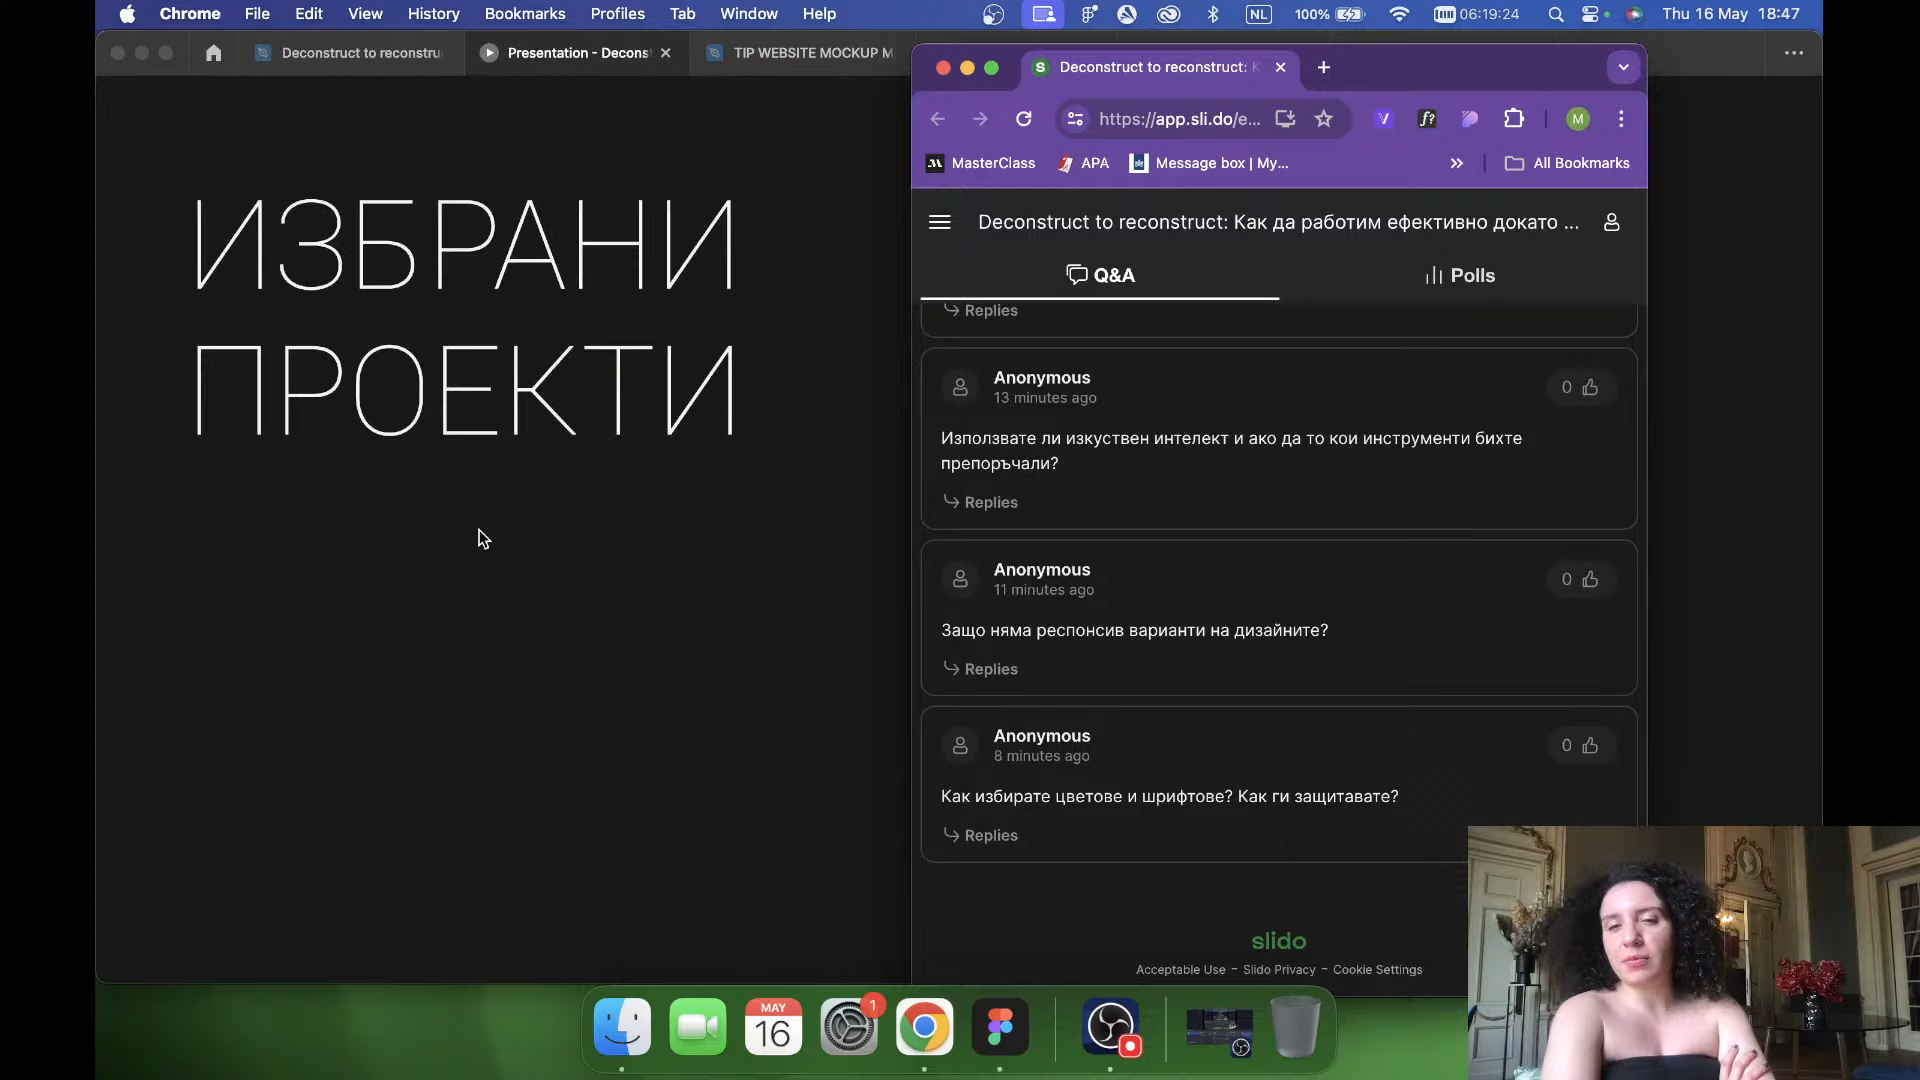 Chrome File Edit View History Bookmarks Profiles Tab Window Help NL 100% 06:19:24 Thu 16 May 18:47
Deconstruct to reconstru
Presentation - Decons
TIP WEBSITE MOCKUP M
Deconstruct to reconstruct:
https://app.sli.do/e...
M
MasterClass APA Message box | My... All Bookmarks
Deconstruct to reconstruct: Как да работим ефективно докато ...
Q&A Polls
Replies
Anonymous
13 minutes ago
0
Използвате ли изкуствен интелект и ако да то кои инструменти бихте
препоръчали?
Replies
Anonymous
11 minutes ago
0
Защо няма респонсив варианти на дизайните?
Replies
Anonymous
8 minutes ago
0
Как избирате цветове и шрифтове? Как ги защитавате?
Replies
slido
Acceptable Use – Slido Privacy – Cookie Settings
ИЗБРАНИ
ПРОЕКТИ
MAY
16
1